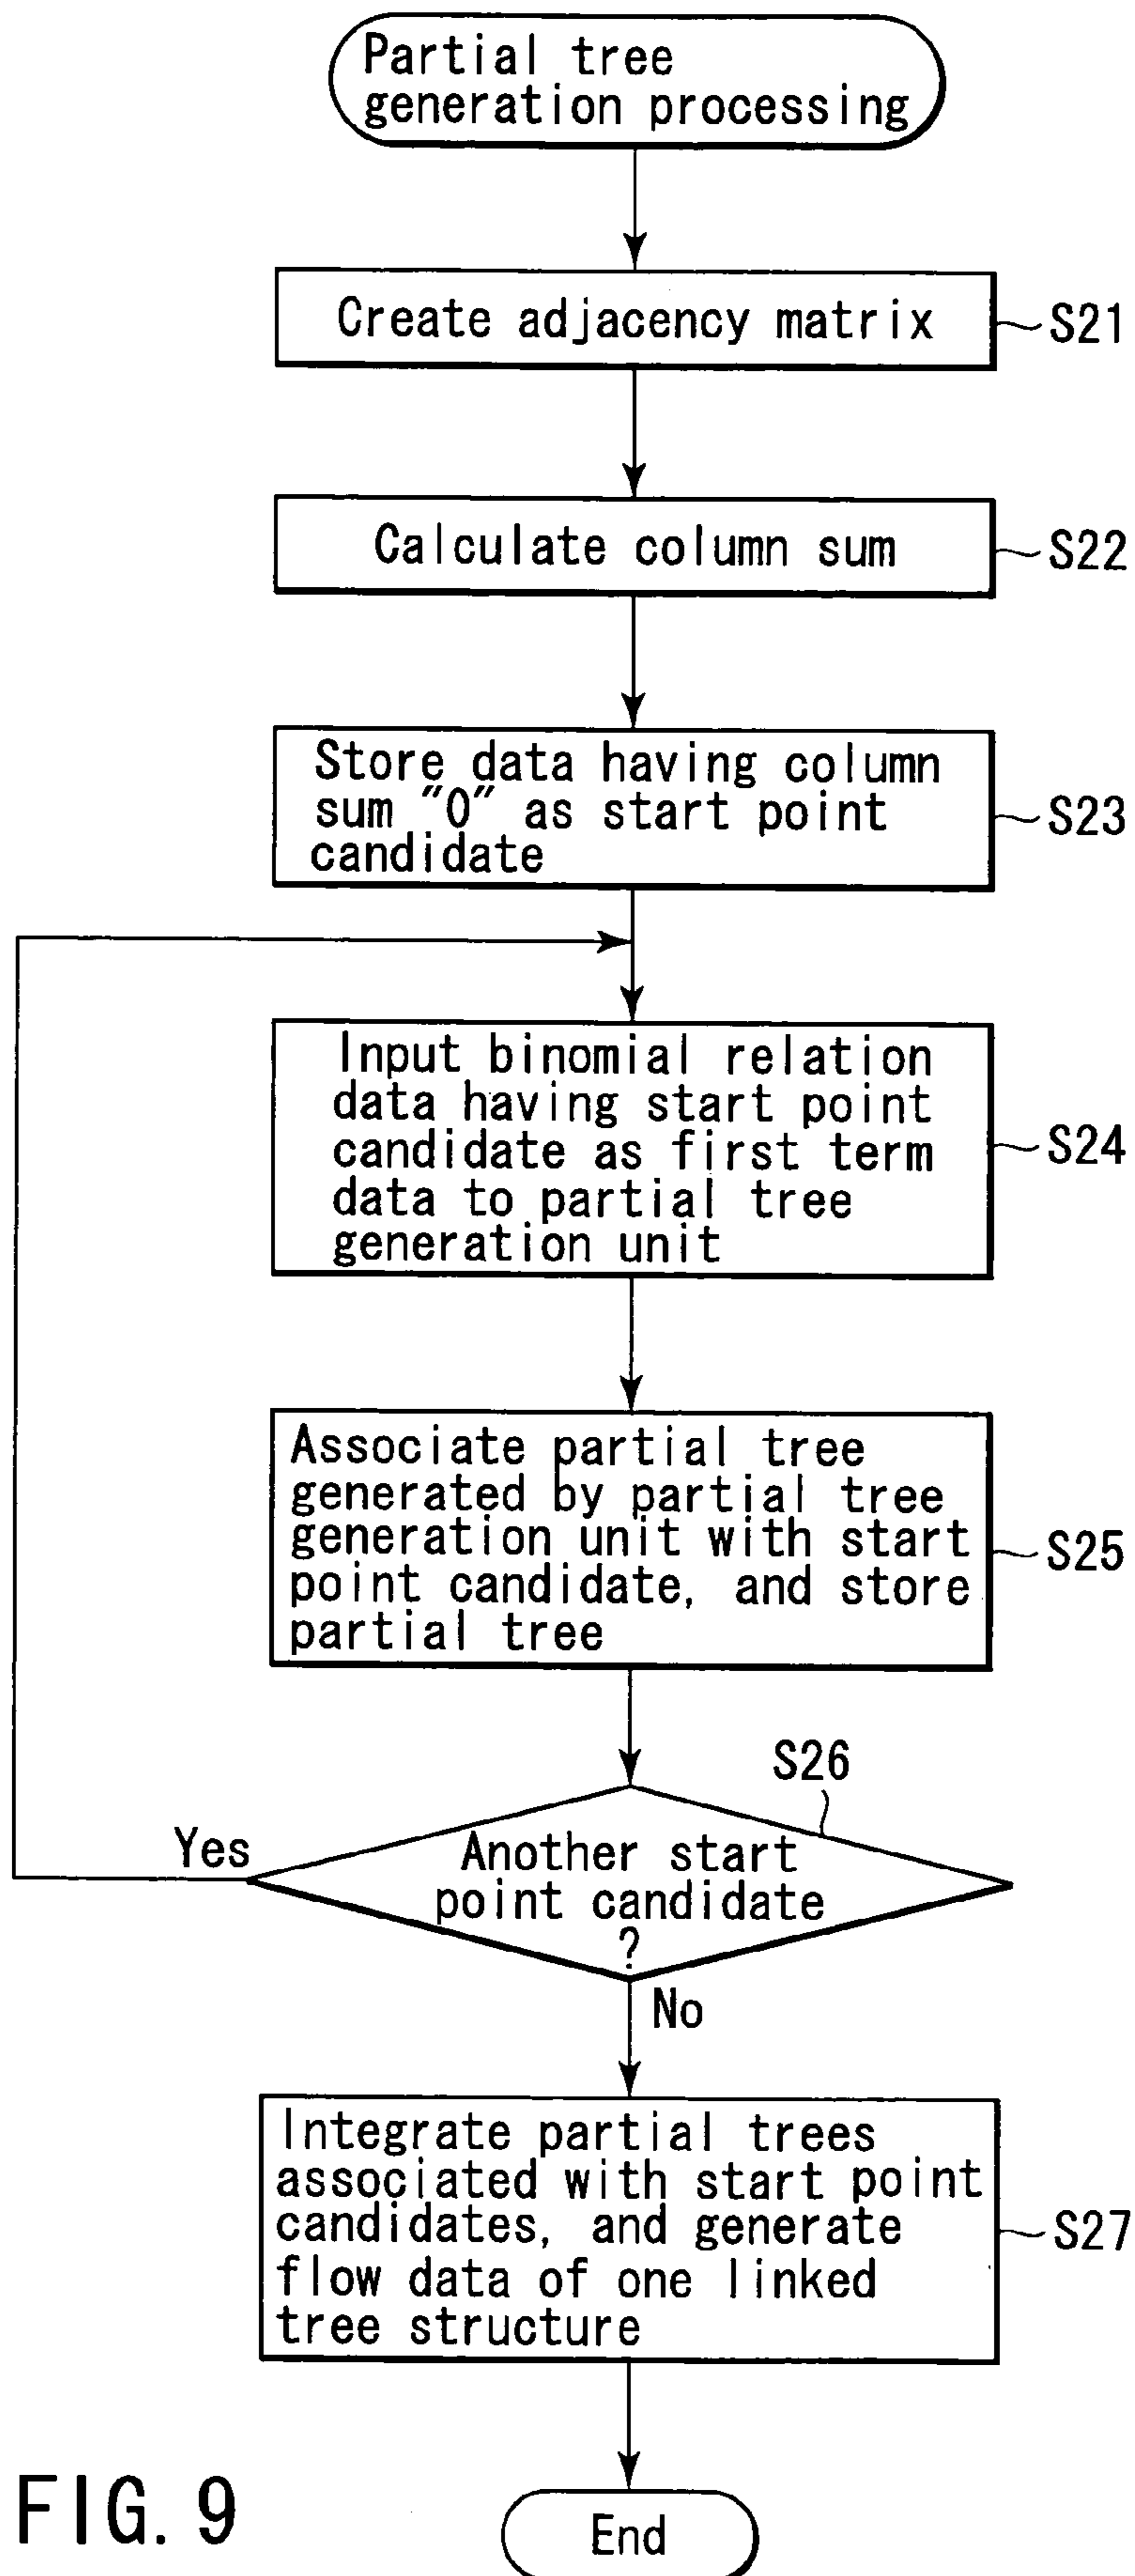 Partial tree
generation processing
Create adjacency matrix
S21
Calculate column sum
S22
Store data having column
sum "0" as start point
candidate
S23
Input binomial relation
data having start point
candidate as first term
data to partial tree
generation unit
S24
Associate partial tree
generated by partial tree
generation unit with start
point candidate, and store
partial tree
S25
S26
Yes
Another start
point candidate
?
No
Integrate partial trees
associated with start point
candidates, and generate
flow data of one linked
tree structure
S27
End
FIG. 9